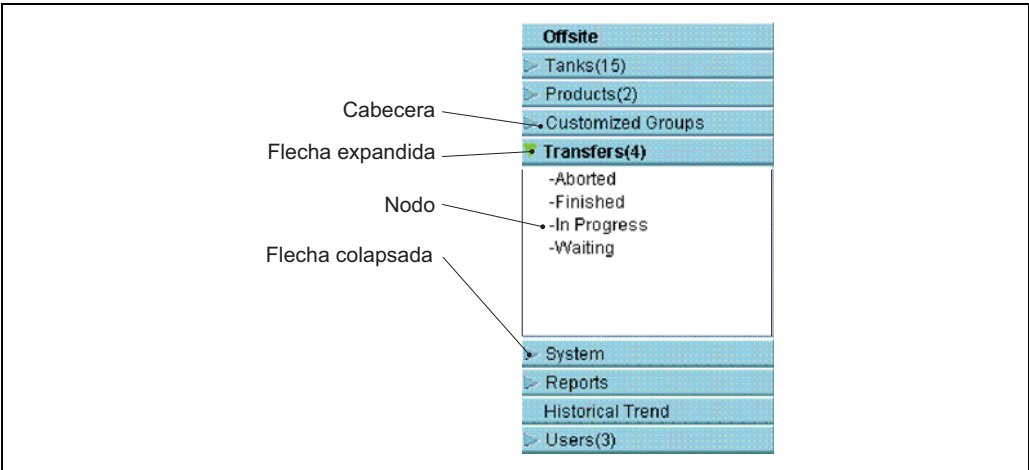 Offsite
Tanks(15)
Products(2)
Cabecera
Customized Groups
Flecha expandida
Transfers(4)
-Aborted
-Finished
Nodo
-In Progress
-Waiting
Flecha colapsada
System
Reports
Historical Trend
Users(3)